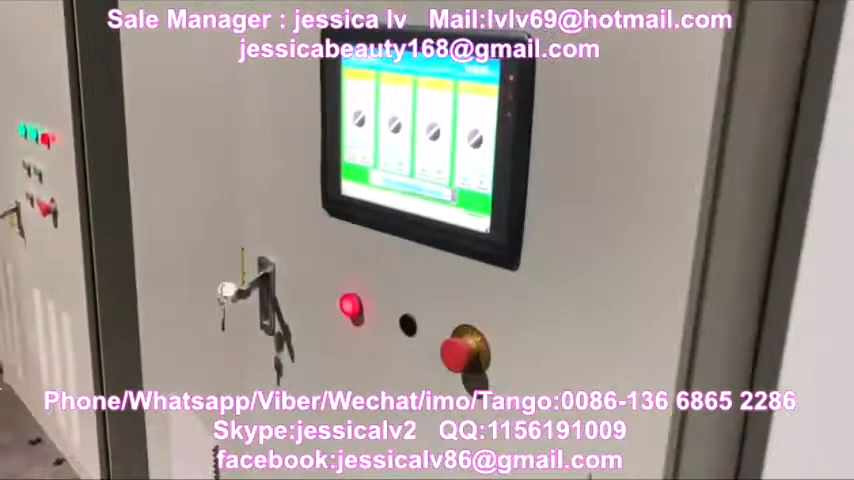 Sale Manager : jessica lv Mail:lvlv69@hotmail.com
jessicabeauty168@gmail.com
Phone/Whatsapp/Viber/Wechat/imo/Tango:0086-136 6865 2286
Skype:jessicalv2 QQ:1156191009
facebook:jessicalv86@gmail.com